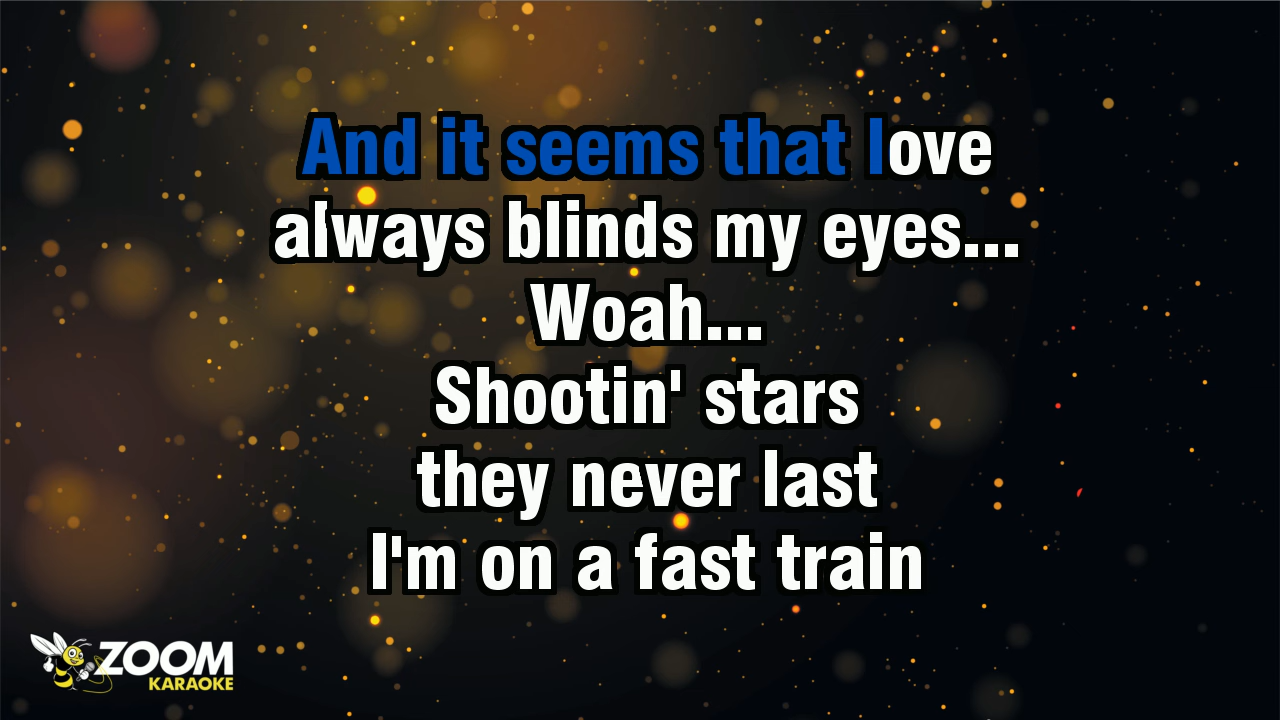 And it seems that love
always blinds my eyes...
Woah...
Shootin' stars
they never last
I'm on a fast train
ZOOM
KARAOKE